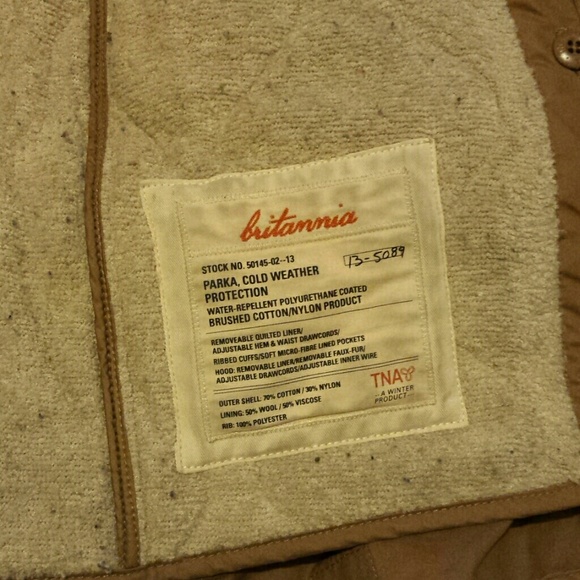 britannia
STOCK NO. 50145-02--13
13-5089
PARKA, COLD WEATHER
PROTECTION
WATER-REPELLENT POLYURETHANE COATED
BRUSHED COTTON/NYLON PRODUCT
REMOVEABLE QUILTED LINER/
ADJUSTABLE HEM & WAIST DRAWCORDS/
RIBBED CUFFS/SOFT MICRO-FIBRE LINED POCKETS
HOOD: REMOVABLE LINER/REMOVABLE FAUX-FUR/
ADJUSTABLE DRAWCORDS/ADJUSTABLE INNER WIRE
OUTER SHELL: 70% COTTON / 30% NYLON
LINING: 50% WOOL / 50% VISCOSE
RIB: 100% POLYESTER
TNA
... A WINTER
PRODUCT